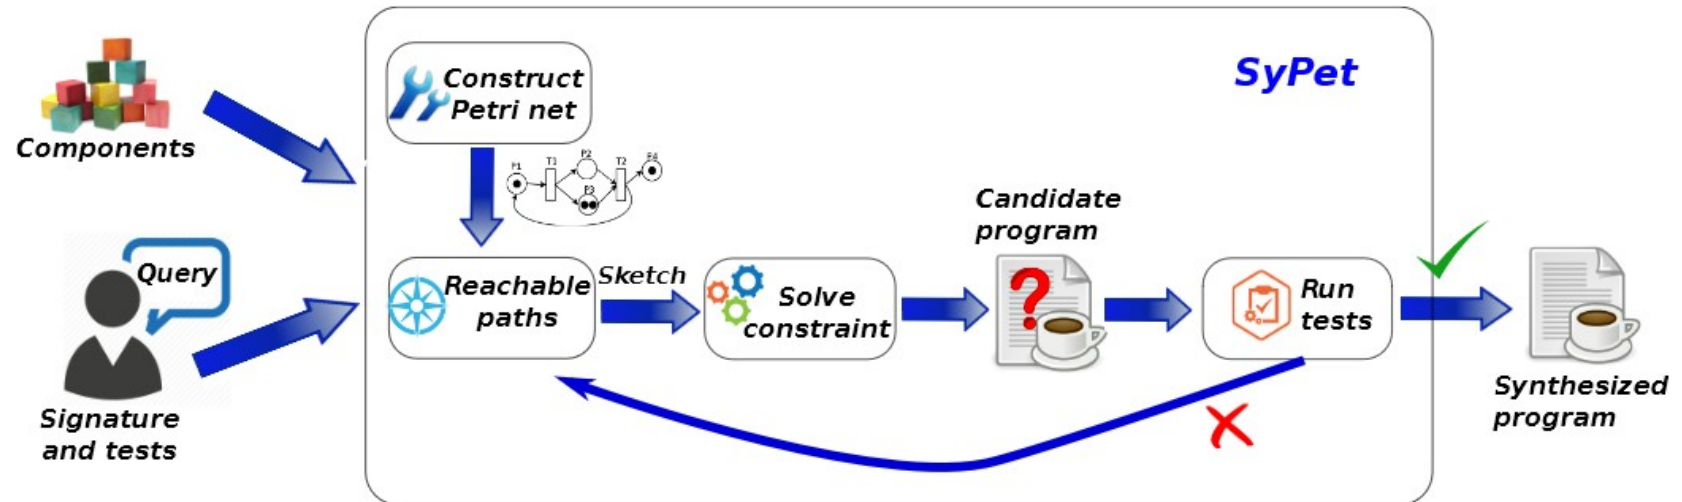 Components
Query
Signature
and tests
SyPet
Construct
Petri net
P1
T1
P2
P3
T2
P4
Reachable
paths
Sketch
Solve
constraint
Candidate
program
Run
tests
Synthesized
program